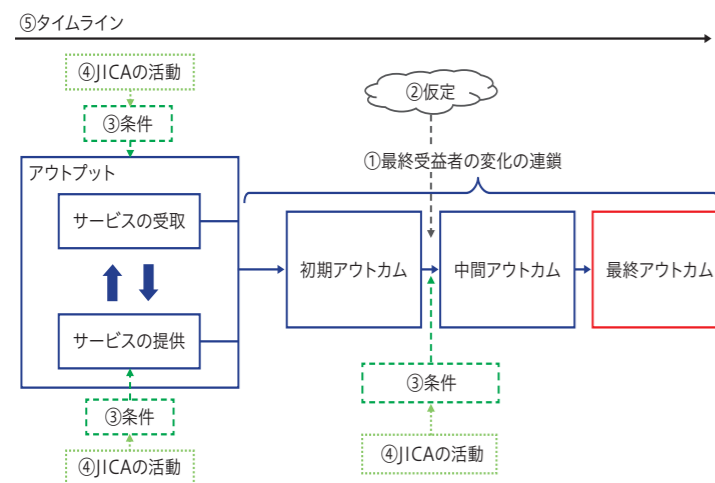 ⑤タイムライン
④JICAの活動
③条件
②仮定
①最終受益者の変化の連鎖
アウトプット
サービスの受取
初期アウトカム
中間アウトカム
最終アウトカム
サービスの提供
③条件
③条件
④JICAの活動
④JICAの活動